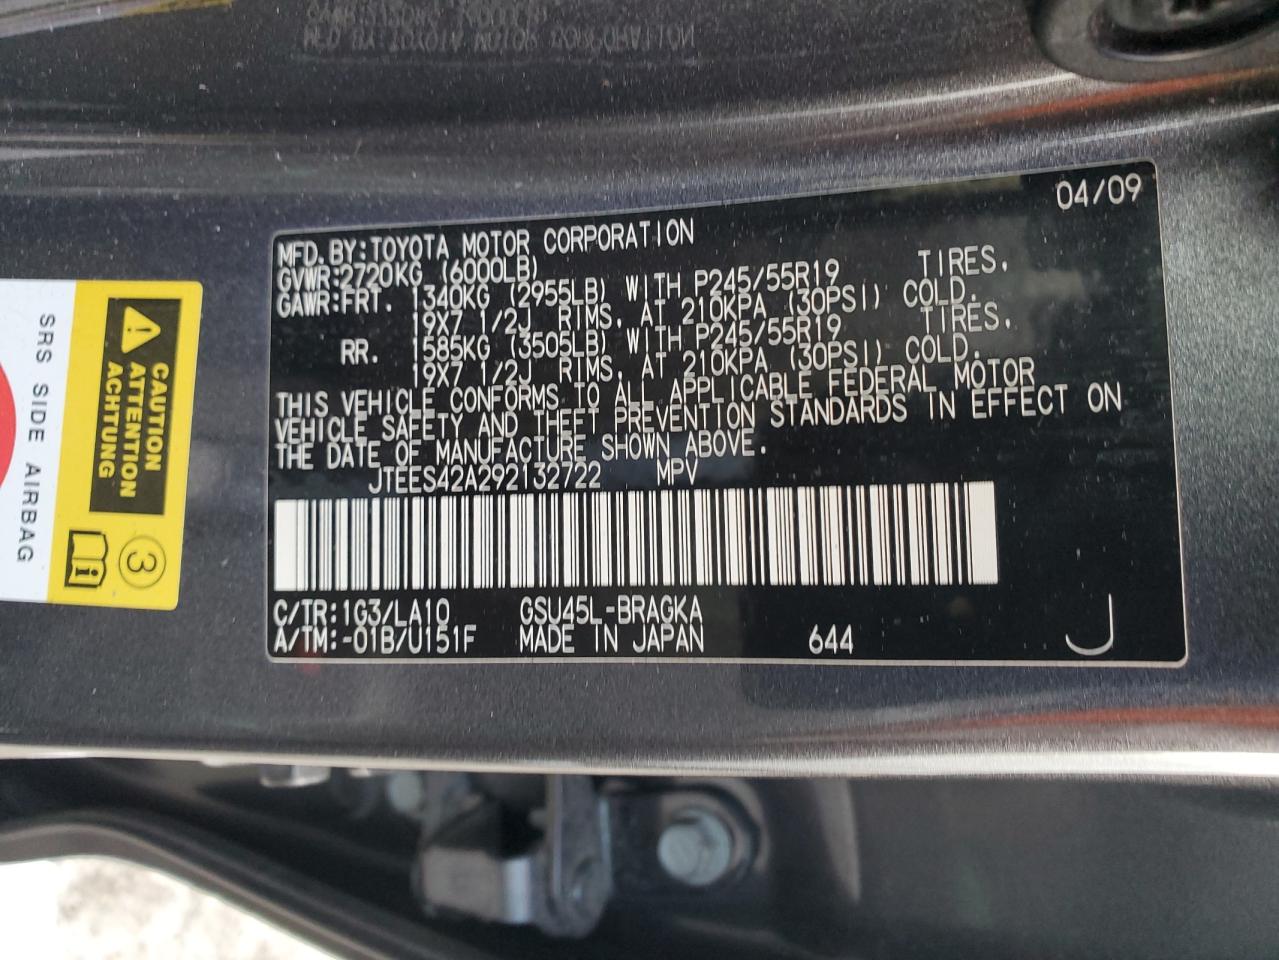 04/09
MFD.BY:TOYOTA MOTOR CORPORATION
GVWR:2720KG (6000LB)
GAWR:FRT. 1340KG (2955LB) WITH P245/55R19 TIRES,
19X7 1/2J RIMS, AT 210KPA (30PSI) COLD.
RR. 1585KG (3505LB) WITH P245/55R19 TIRES,
19X7 1/2J RIMS, AT 210KPA (30PSI) COLD.
THIS VEHICLE CONFORMS TO ALL APPLICABLE FEDERAL MOTOR
VEHICLE SAFETY AND THEFT PREVENTION STANDARDS IN EFFECT ON
THE DATE OF MANUFACTURE SHOWN ABOVE.
JTEES42A292132722 MPV
C/TR:1G3/LA10 GSU45L-BRAGKA
A/TM:-01B/U151F MADE IN JAPAN 644 J
CAUTION
ATTENTION
ACHTUNG
3
SRS SIDE AIRBAG